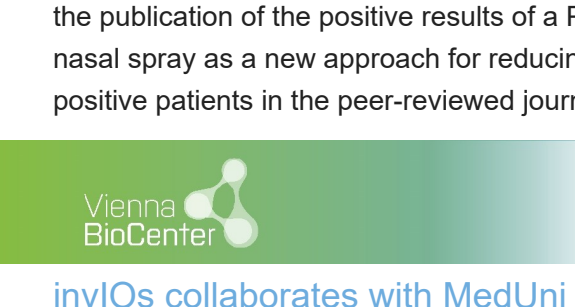 the publication of the positive results of a
nasal spray as a new approach for reducin
positive patients in the peer-reviewed journ
Vienna
BioCenter
invIOs collaborates with MedUni